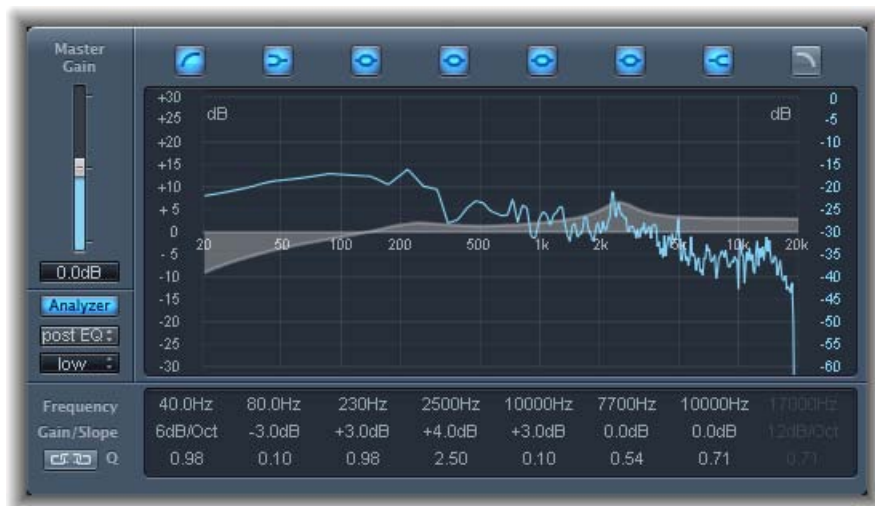 Master
Gain
0.0dB
Analyzer
post EQ
low
+30
+25
+20
+15
+10
+ 5
0
- 5
-10
-15
-20
-25
-30
dB
dB
0
-5
-10
-15
-20
-25
-30
-35
-40
-45
-50
-55
-60
20 50 100 200 500 1k 2k 5k 10k 20k
Frequency 40.0Hz 80.0Hz 230Hz 2500Hz 10000Hz 7700Hz 10000Hz 17000Hz
Gain/Slope 6dB/Oct -3.0dB +3.0dB +4.0dB +3.0dB 0.0dB 0.0dB 12dB/Oct
Q 0.98 0.10 0.98 2.50 0.10 0.54 0.71 0.71